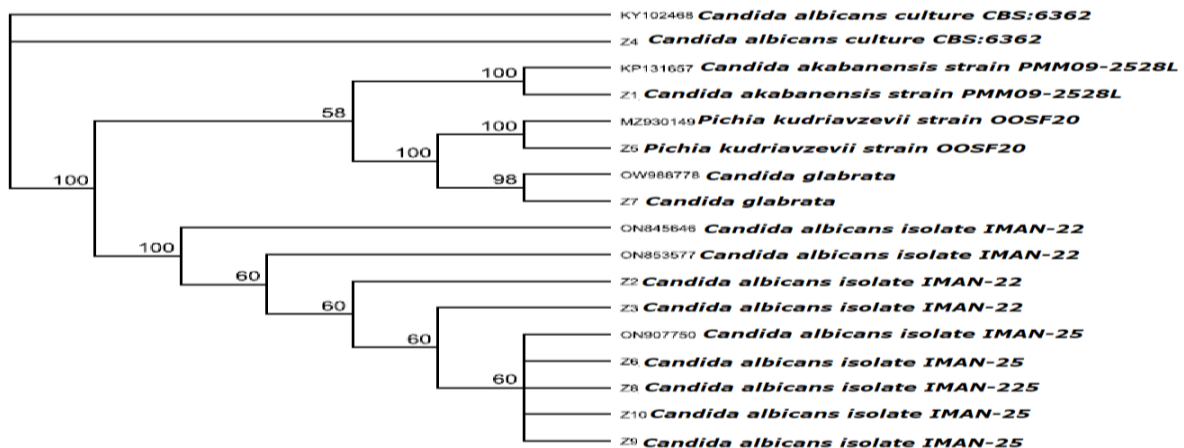 KY102468 Candida albicans culture CBS:6362
Z4 Candida albicans culture CBS:6362
100 KP131657 Candida akabanensis strain PMM09-2528L
Z1 Candida akabanensis strain PMM09-2528L
58
100 MZ930149 Pichia kudriavzevii strain OOSF20
100 Z5 Pichia kudriavzevii strain OOSF20
98 OW988778 Candida glabrata
100
Z7 Candida glabrata
ON845646 Candida albicans isolate IMAN-22
100
ON853577 Candida albicans isolate IMAN-22
60
Z2 Candida albicans isolate IMAN-22
60
Z3 Candida albicans isolate IMAN-22
60
ON907750 Candida albicans isolate IMAN-25
Z6 Candida albicans isolate IMAN-25
60
Z8 Candida albicans isolate IMAN-225
Z10 Candida albicans isolate IMAN-25
Z9 Candida albicans isolate IMAN-25